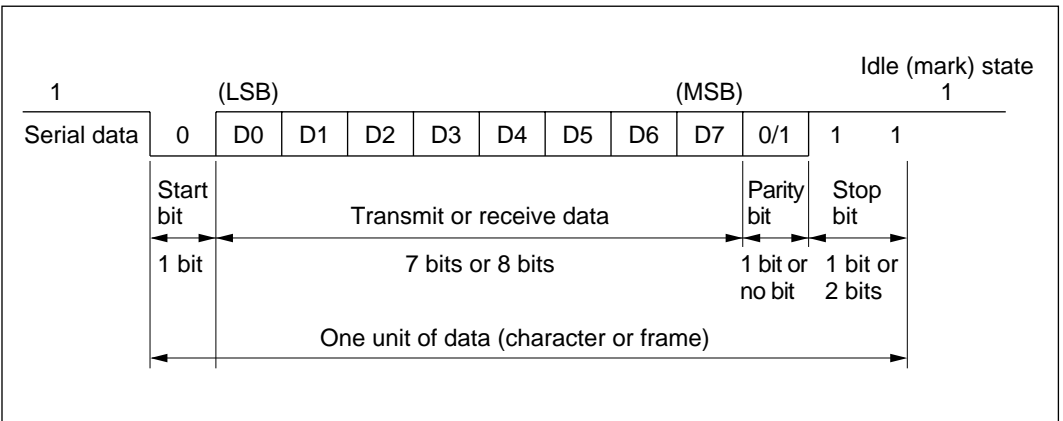 Idle (mark) state
1 (LSB) (MSB) 1
Serial data 0 D0 D1 D2 D3 D4 D5 D6 D7 0/1 1 1
Start bit
Transmit or receive data
Parity bit
Stop bit
1 bit
7 bits or 8 bits
1 bit or no bit
1 bit or 2 bits
One unit of data (character or frame)